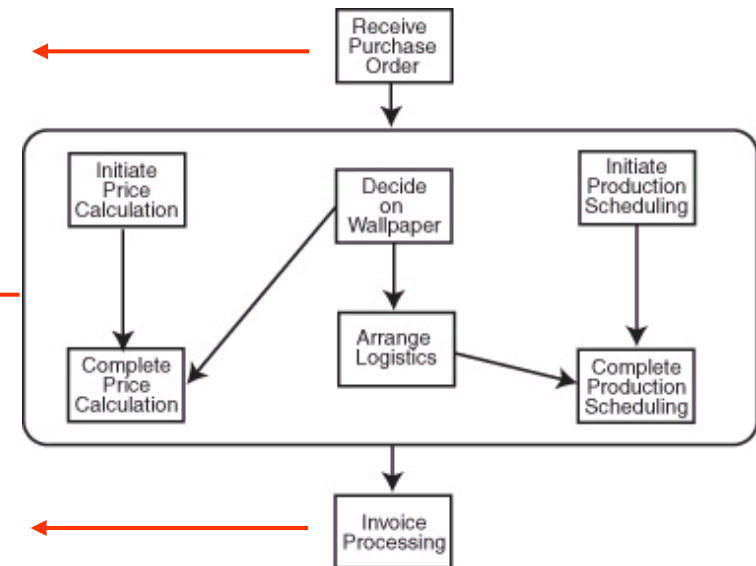 Receive
Purchase
Order
Initiate
Price
Calculation
Decide
on
Wallpaper
Initiate
Production
Scheduling
Arrange
Logistics
Complete
Price
Calculation
Complete
Production
Scheduling
Invoice
Processing